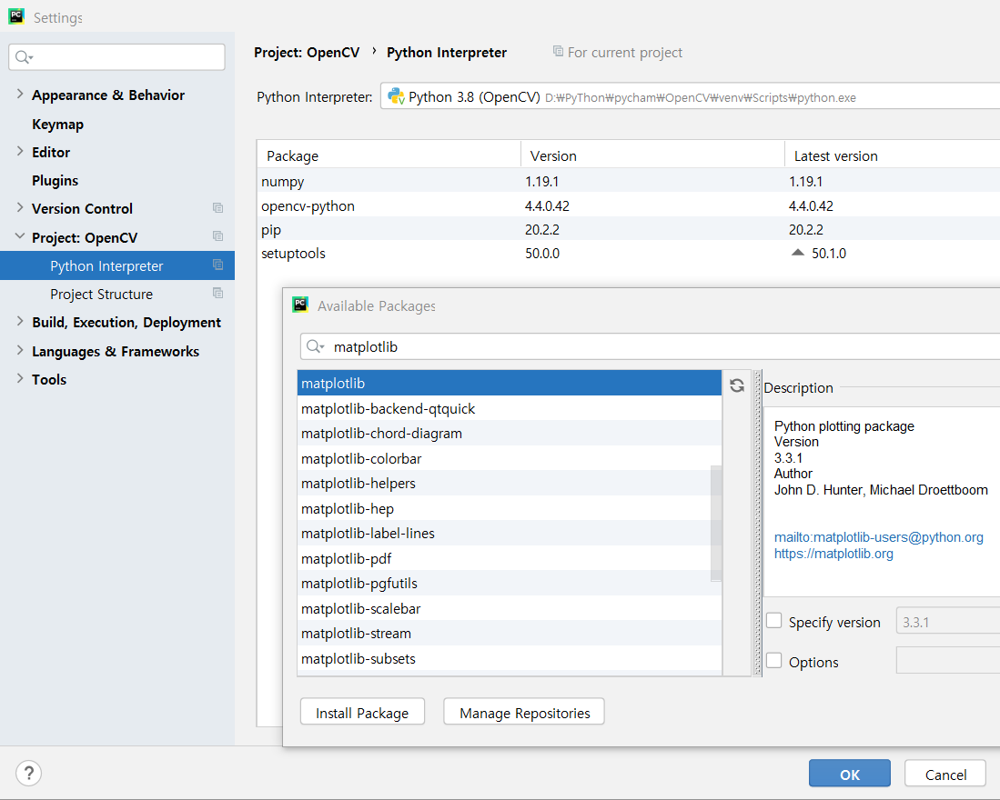 Settings
Project: OpenCV › Python Interpreter For current project
Appearance & Behavior
Keymap
Editor
Plugins
Version Control
Project: OpenCV
Python Interpreter
Project Structure
Build, Execution, Deployment
Languages & Frameworks
Tools
Python Interpreter: Python 3.8 (OpenCV) D:₩PyThon₩pycham₩OpenCV₩venv₩Scripts₩python.exe
Package Version Latest version
numpy 1.19.1 1.19.1
opencv-python 4.4.0.42 4.4.0.42
pip 20.2.2 20.2.2
setuptools 50.0.0 ▲ 50.1.0
Available Packages
matplotlib
matplotlib
matplotlib-backend-qtquick
matplotlib-chord-diagram
matplotlib-colorbar
matplotlib-helpers
matplotlib-hep
matplotlib-label-lines
matplotlib-pdf
matplotlib-pgfutils
matplotlib-scalebar
matplotlib-stream
matplotlib-subsets
Description
Python plotting package
Version
3.3.1
Author
John D. Hunter, Michael Droettboom
mailto:matplotlib-users@python.org
https://matplotlib.org
Specify version 3.3.1
Options
Install Package Manage Repositories
? OK Cancel